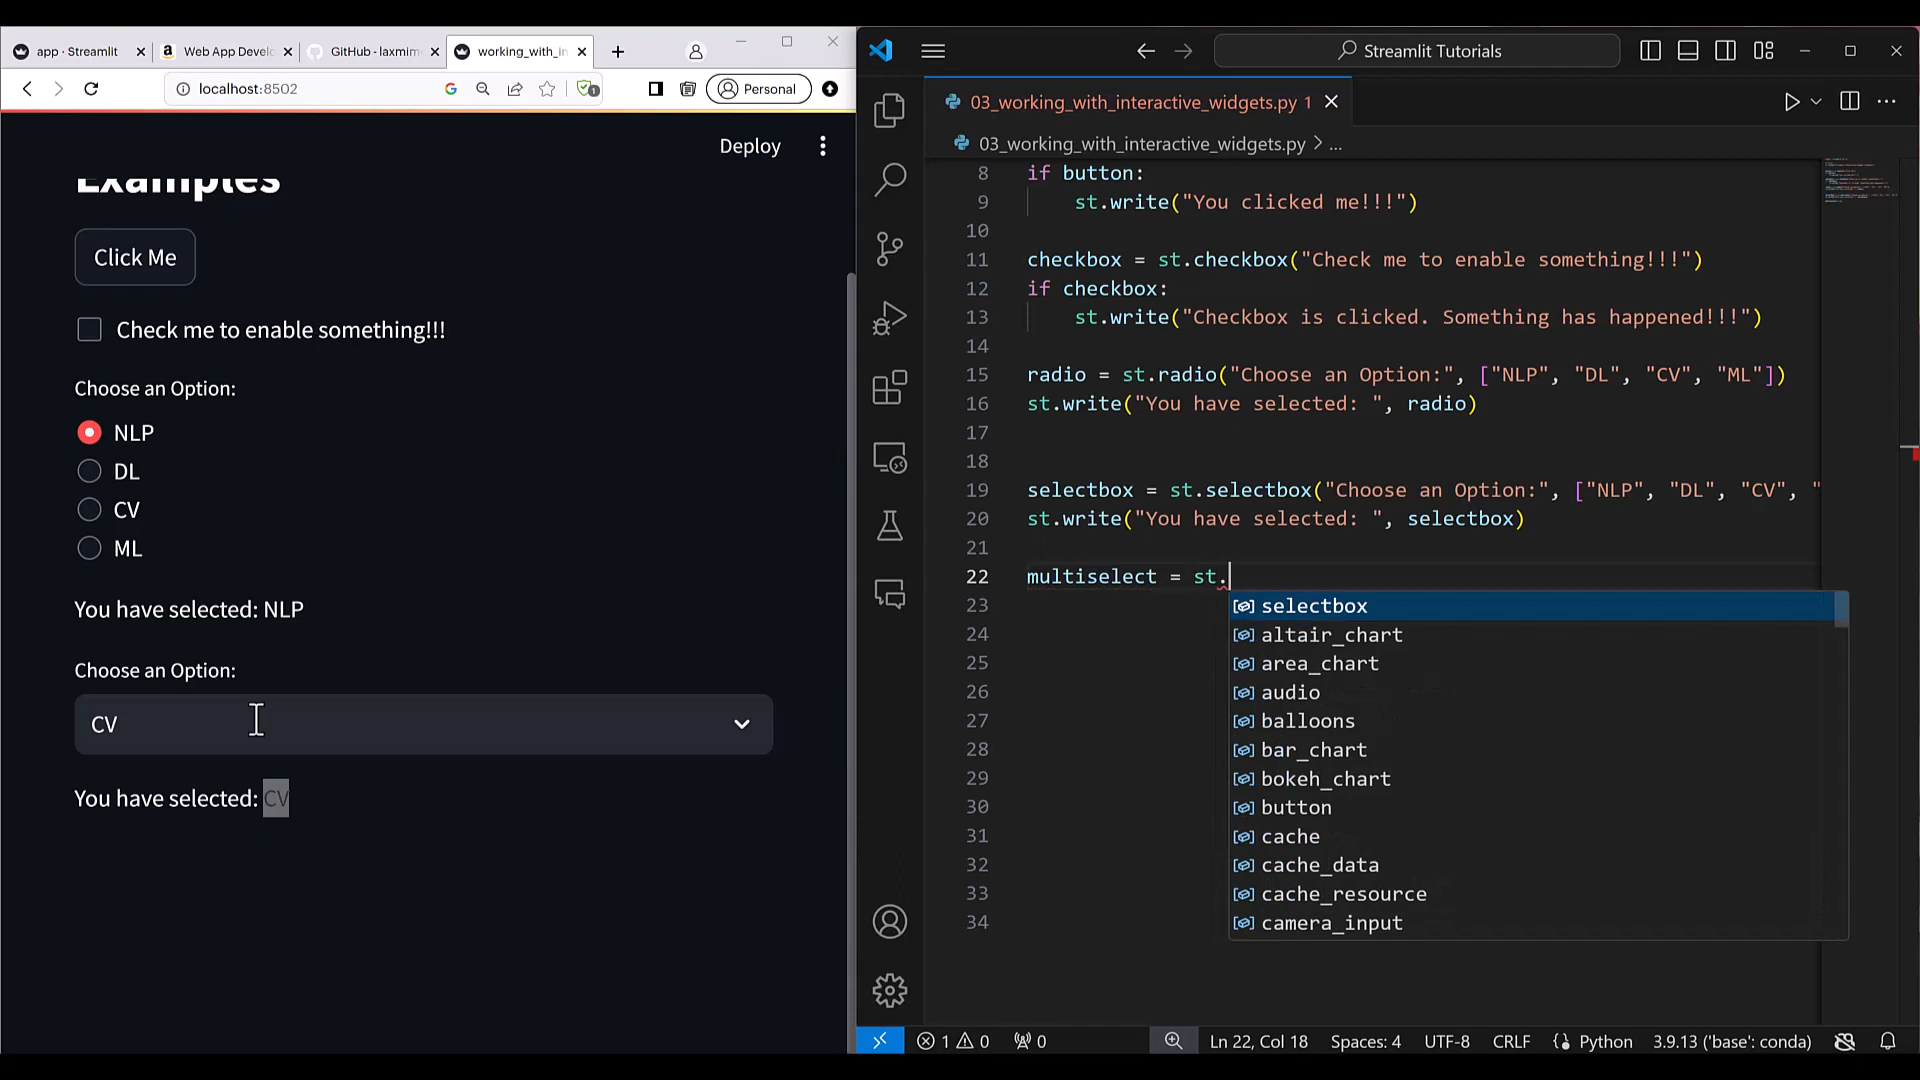 app · Streamlit
Web App Develo
GitHub - laxmim
working_with_in
Streamlit Tutorials
localhost:8502
1
Personal
03_working_with_interactive_widgets.py 1
03_working_with_interactive_widgets.py > ...
Deploy
Examples
Click Me
Check me to enable something!!!
Choose an Option:
NLP
DL
CV
ML
You have selected: NLP
Choose an Option:
CV
You have selected: CV
8 if button:
9 st.write("You clicked me!!!")
10
11 checkbox = st.checkbox("Check me to enable something!!!")
12 if checkbox:
13 st.write("Checkbox is clicked. Something has happened!!!")
14
15 radio = st.radio("Choose an Option:", ["NLP", "DL", "CV", "ML"])
16 st.write("You have selected: ", radio)
17
18
19 selectbox = st.selectbox("Choose an Option:", ["NLP", "DL", "CV", "
20 st.write("You have selected: ", selectbox)
21
22 multiselect = st.
23
24
25
26
27
28
29
30
31
32
33
34
selectbox
altair_chart
area_chart
audio
balloons
bar_chart
bokeh_chart
button
cache
cache_data
cache_resource
camera_input
1 0
0
Ln 22, Col 18
Spaces: 4
UTF-8
CRLF
Python
3.9.13 ('base': conda)